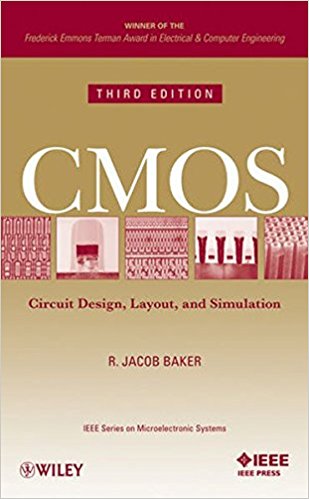 WINNER OF THE
Frederick Emmons Terman Award in Electrical & Computer Engineering
THIRD EDITION
CMOS
Circuit Design, Layout, and Simulation
R. JACOB BAKER
IEEE Series on Microelectronic Systems
WILEY
IEEE
IEEE PRESS